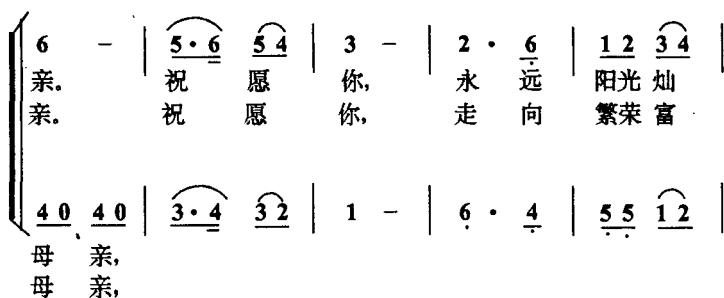 6 - | 5·6 5 4 | 3 - | 2 · 6 | 1 2 3 4 |
亲。 祝 愿 你, 永 远 阳光 灿
亲。 祝 愿 你, 走 向 繁荣 富
4 0 4 0 | 3·4 3 2 | 1 - | 6 · 4 | 5 5 1 2 |
母 亲,
母 亲,